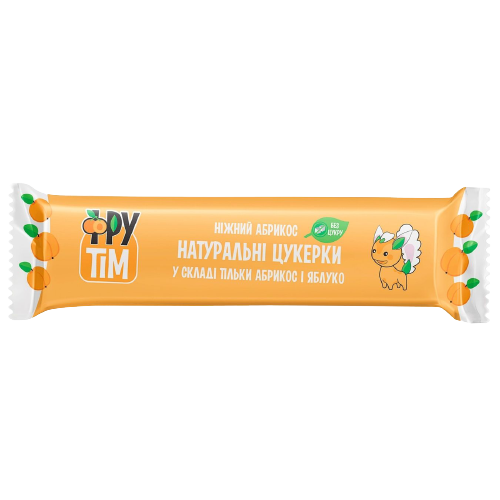 ФРУ
ТІМ
НІЖНИЙ АБРИКОС
БЕЗ
ЦУКРУ
НАТУРАЛЬНІ ЦУКЕРКИ
У СКЛАДІ ТІЛЬКИ АБРИКОС І ЯБЛУКО